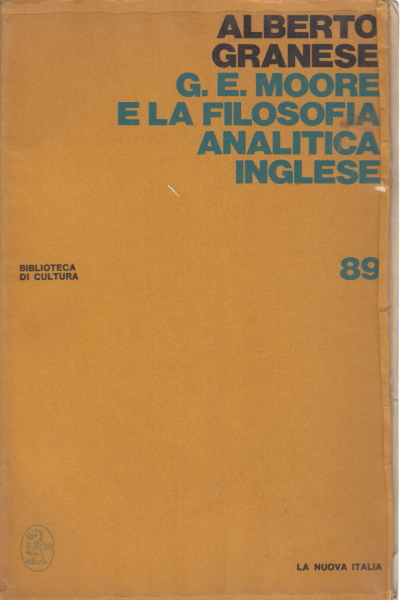 ALBERTO
GRANESE
G. E. MOORE
E LA FILOSOFIA
ANALITICA
INGLESE
BIBLIOTECA
DI CULTURA
89
LA NUOVA ITALIA